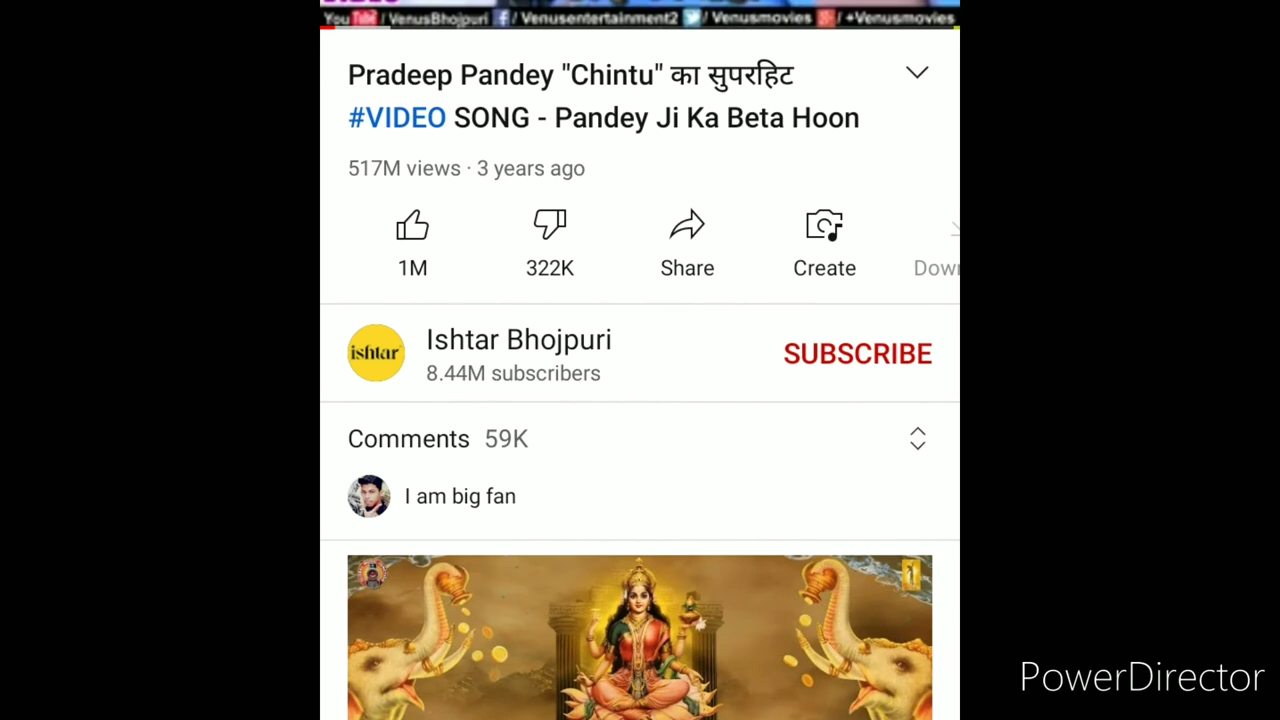 You Tube / VenusBhojpuri f / Venusentertainment2 / Venusmovies g+ / +Venusmovies
Pradeep Pandey "Chintu" का सुपरहिट
#VIDEO SONG - Pandey Ji Ka Beta Hoon
517M views · 3 years ago
1M 322K Share Create Down
ishtar
Ishtar Bhojpuri
8.44M subscribers
SUBSCRIBE
Comments 59K
I am big fan
PowerDirector